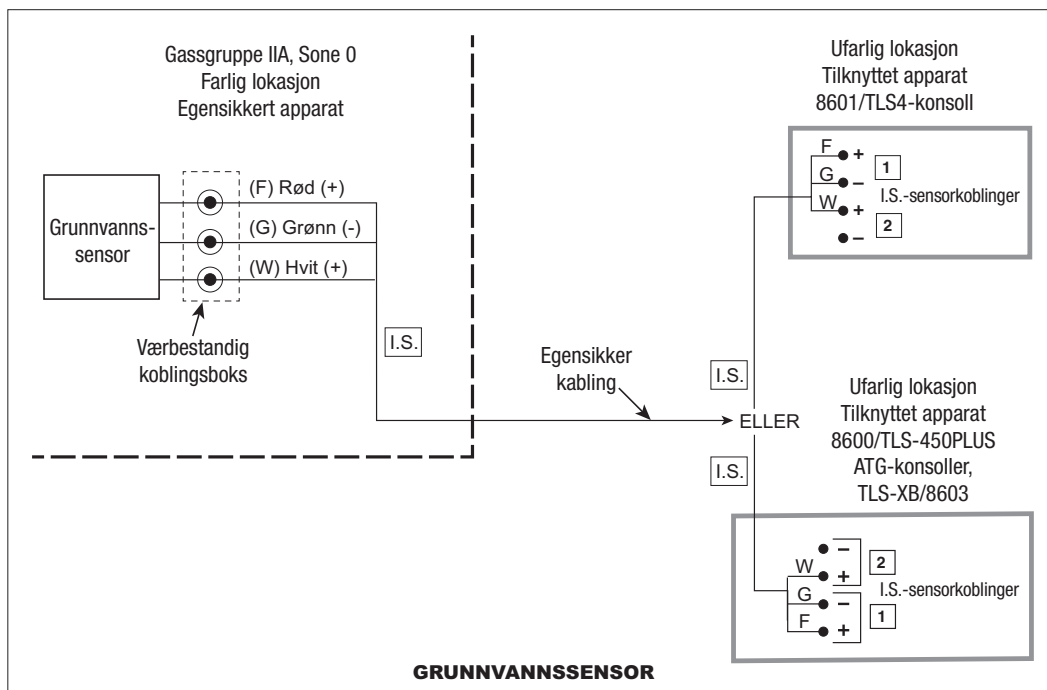 Gassgruppe IIA, Sone 0
Farlig lokasjon
Egensikkert apparat
Grunnvanns-
sensor
(F) Rød (+)
(G) Grønn (-)
(W) Hvit (+)
Værbestandig
koblingsboks
I.S.
Egensikker
kabling
I.S.
ELLER
I.S.
Ufarlig lokasjon
Tilknyttet apparat
8601/TLS4-konsoll
F +
G – 1
W + 2
–
I.S.-sensorkoblinger
Ufarlig lokasjon
Tilknyttet apparat
8600/TLS-450PLUS
ATG-konsoller,
TLS-XB/8603
–
W + 2
G – 1
F +
I.S.-sensorkoblinger
GRUNNVANNSSENSOR